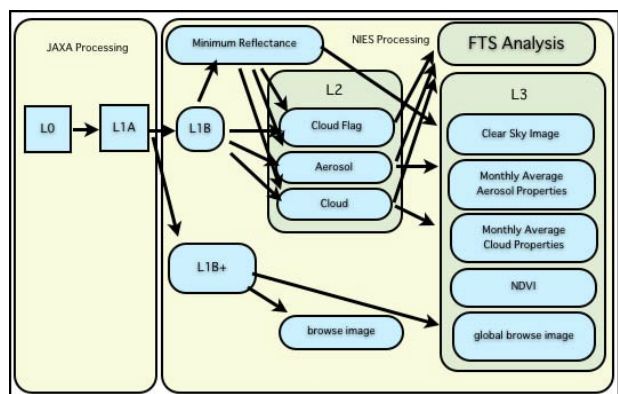 JAXA Processing
NIES Processing
L0
L1A
L1B
Minimum Reflectance
L2
Cloud Flag
Aerosol
Cloud
L1B+
browse image
FTS Analysis
L3
Clear Sky Image
Monthly Average
Aerosol Properties
Monthly Average
Cloud Properties
NDVI
global browse image